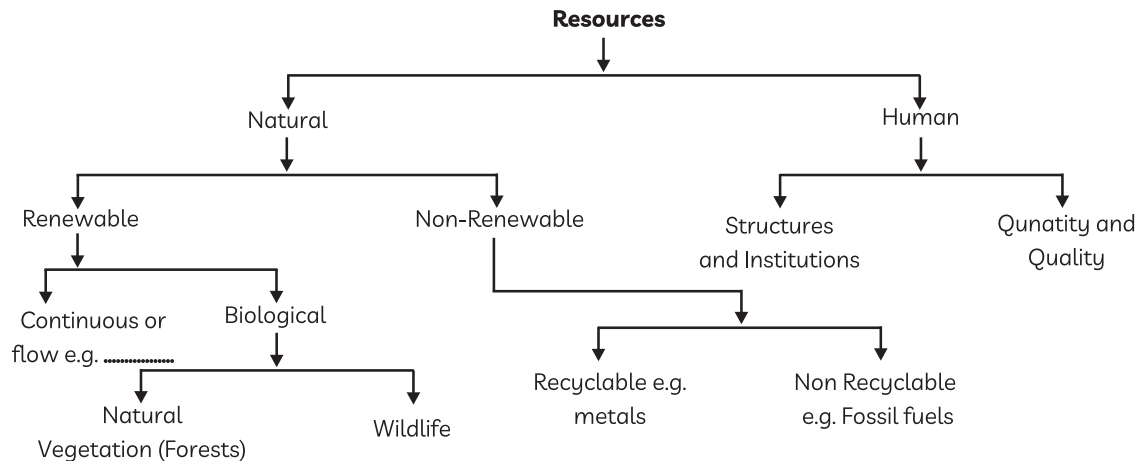 Resources
Natural
Human
Renewable
Non-Renewable
Structures
and Institutions
Qunatity and
Quality
Continuous or
flow e.g. ..................
Biological
Natural
Vegetation (Forests)
Wildlife
Recyclable e.g.
metals
Non Recyclable
e.g. Fossil fuels